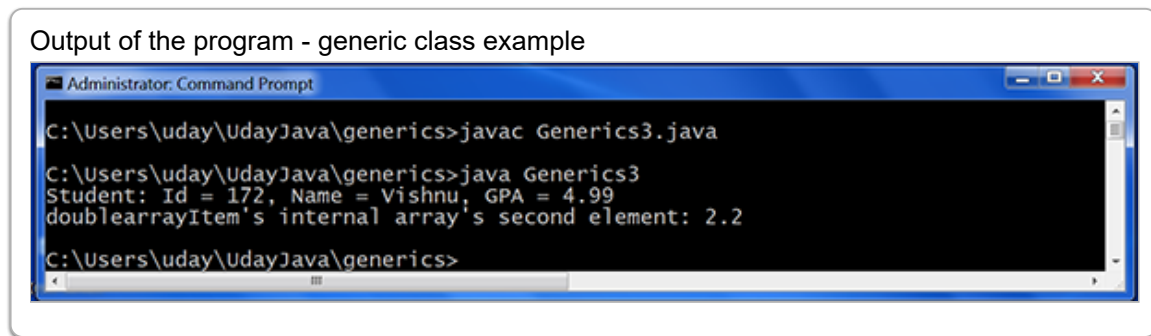 Output of the program - generic class example
Administrator: Command Prompt
C:\Users\uday\UdayJava\generics>javac Generics3.java
C:\Users\uday\UdayJava\generics>java Generics3
Student: Id = 172, Name = Vishnu, GPA = 4.99
doublearrayItem's internal array's second element: 2.2
C:\Users\uday\UdayJava\generics>